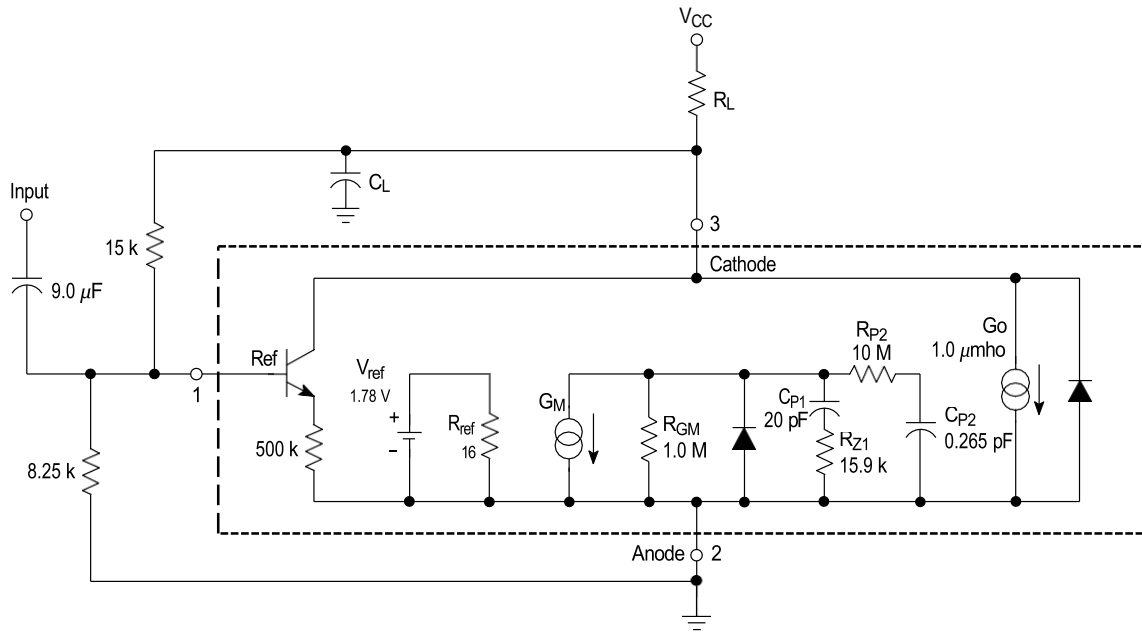 VCC
RL
Input
CL
15 k
3
Cathode
9.0 μF
Go
1.0 μmho
RP2
10 M
Ref
Vref
1.78 V
1
GM
CP1
20 pF
+
Rref
16
RGM
1.0 M
CP2
0.265 pF
–
500 k
RZ1
15.9 k
8.25 k
Anode
2